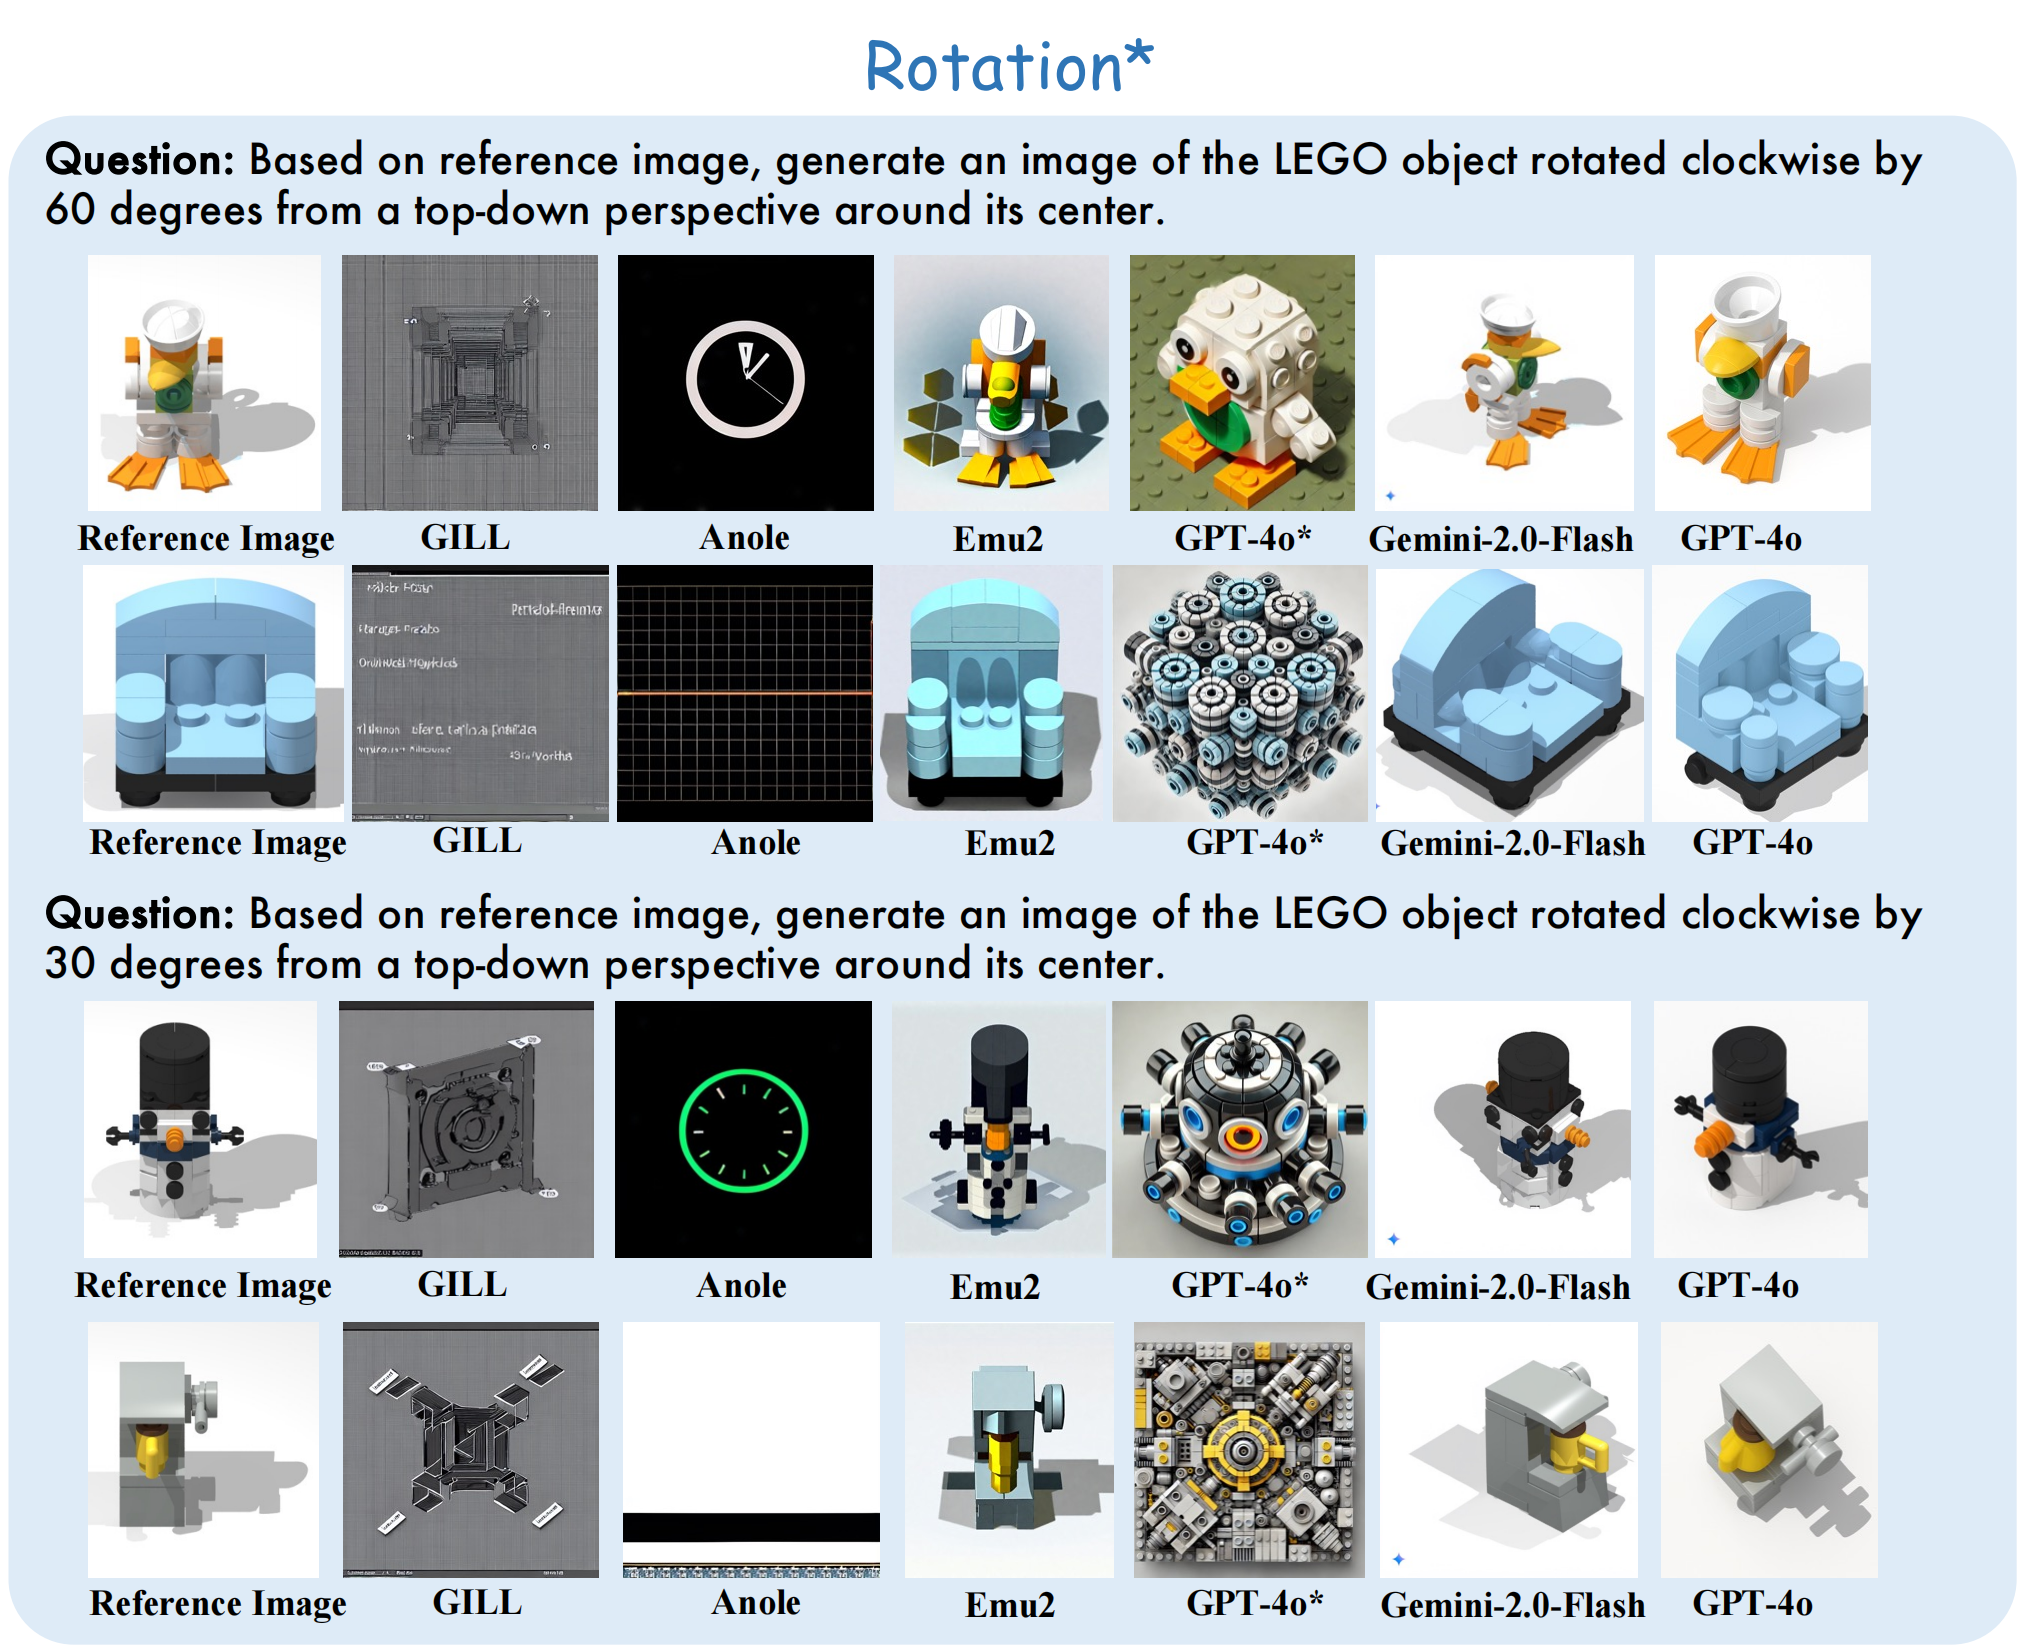 Rotation*
Question: Based on reference image, generate an image of the LEGO object rotated clockwise by
60 degrees from a top-down perspective around its center.
Reference Image GILL Anole Emu2 GPT-4o* Gemini-2.0-Flash GPT-4o
Reference Image GILL Anole Emu2 GPT-4o* Gemini-2.0-Flash GPT-4o
Question: Based on reference image, generate an image of the LEGO object rotated clockwise by
30 degrees from a top-down perspective around its center.
Reference Image GILL Anole Emu2 GPT-4o* Gemini-2.0-Flash GPT-4o
Reference Image GILL Anole Emu2 GPT-4o* Gemini-2.0-Flash GPT-4o